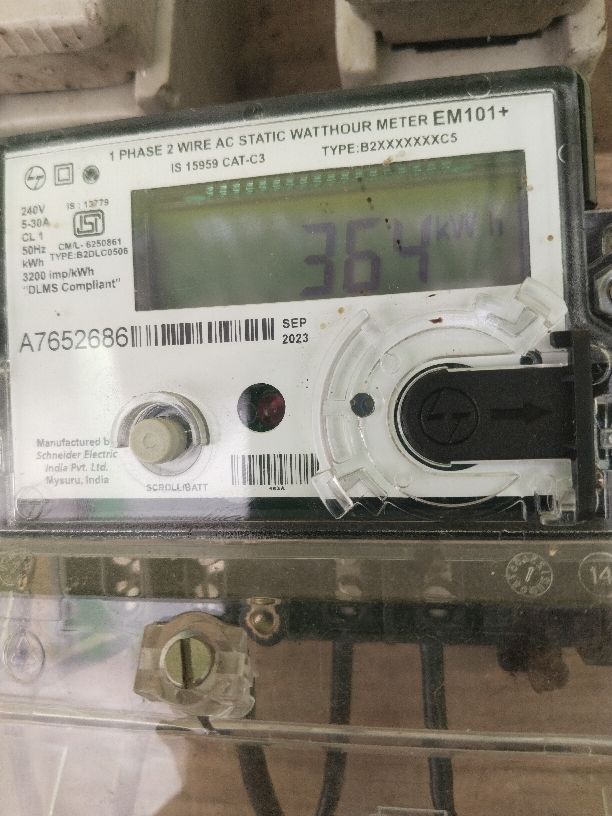 1 PHASE 2 WIRE AC STATIC WATTHOUR METER EM101+
IS 15959 CAT-C3 TYPE:B2XXXXXXXC5
IS : 13779
240V
5-30A
CL 1
50Hz
kWh
ISI
CM/L- 6250861
TYPE:B2DLC0506
3200 imp/kWh
"DLMS Compliant"
364 kWh
A7652686
SEP
2023
Manufactured by
Schneider Electric
India Pvt. Ltd.
Mysuru, India
SCROLL/BATT
14